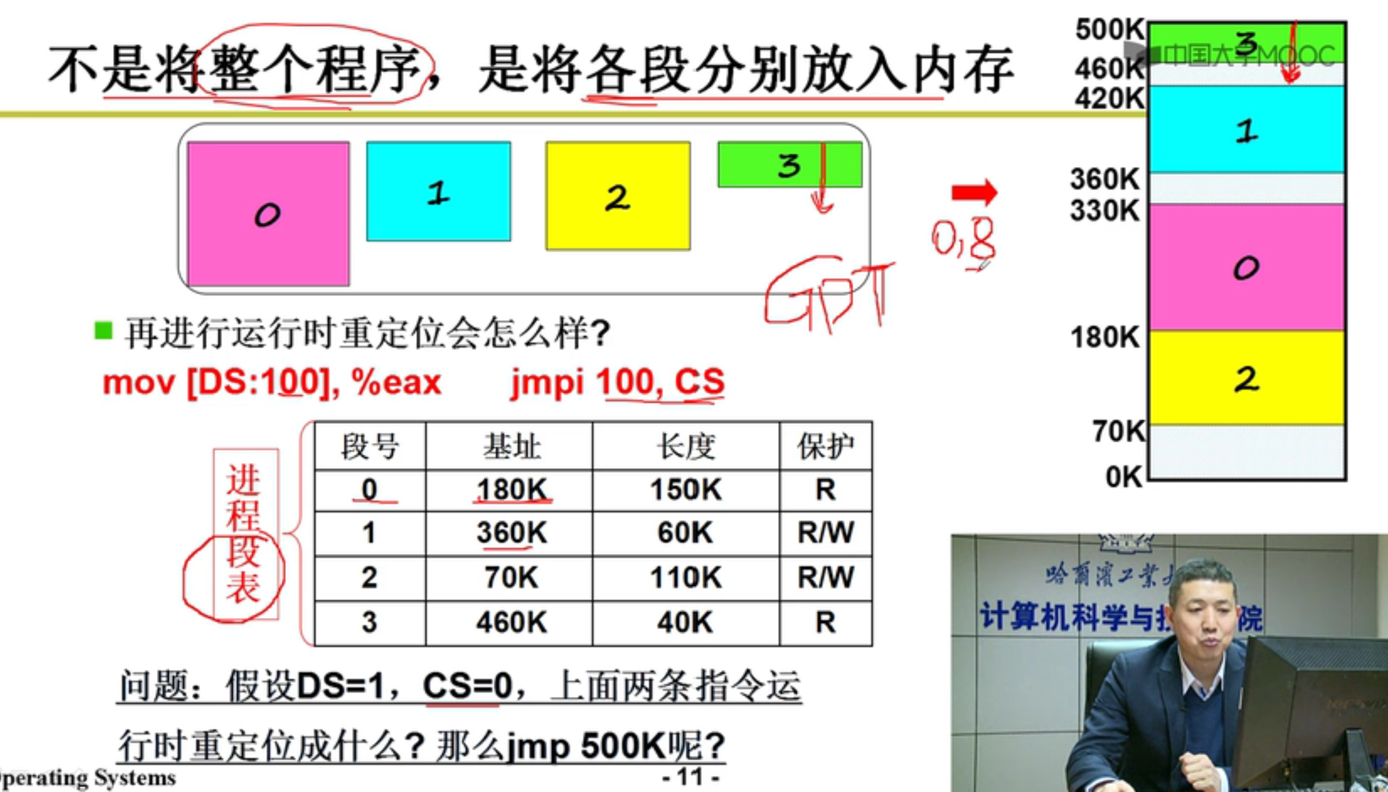 不是将整个程序，是将各段分别放入内存
0
1
2
3
0,8
GDT
再进行运行时重定位会怎么样?
mov [DS:100], %eax jmpi 100, CS
进程段表
段号 基址 长度 保护
0 180K 150K R
1 360K 60K R/W
2 70K 110K R/W
3 460K 40K R
问题：假设DS=1，CS=0，上面两条指令运
行时重定位成什么? 那么jmp 500K呢?
perating Systems
- 11 -
500K
3
中国大学MOOC
460K
420K
1
360K
330K
0
180K
2
70K
0K
哈爾濱工業大
计算机科学与技 院